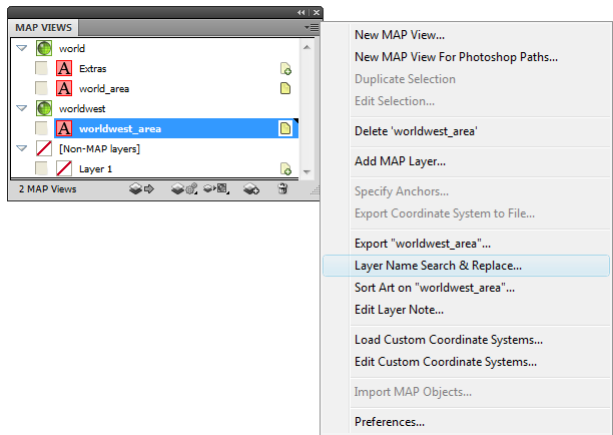 MAP VIEWS
world
Extras
world_area
worldwest
worldwest_area
[Non-MAP layers]
Layer 1
2 MAP Views
New MAP View...
New MAP View For Photoshop Paths...
Duplicate Selection
Edit Selection...
Delete 'worldwest_area'
Add MAP Layer...
Specify Anchors...
Export Coordinate System to File...
Export "worldwest_area"...
Layer Name Search & Replace...
Sort Art on "worldwest_area"...
Edit Layer Note...
Load Custom Coordinate Systems...
Edit Custom Coordinate Systems...
Import MAP Objects...
Preferences...